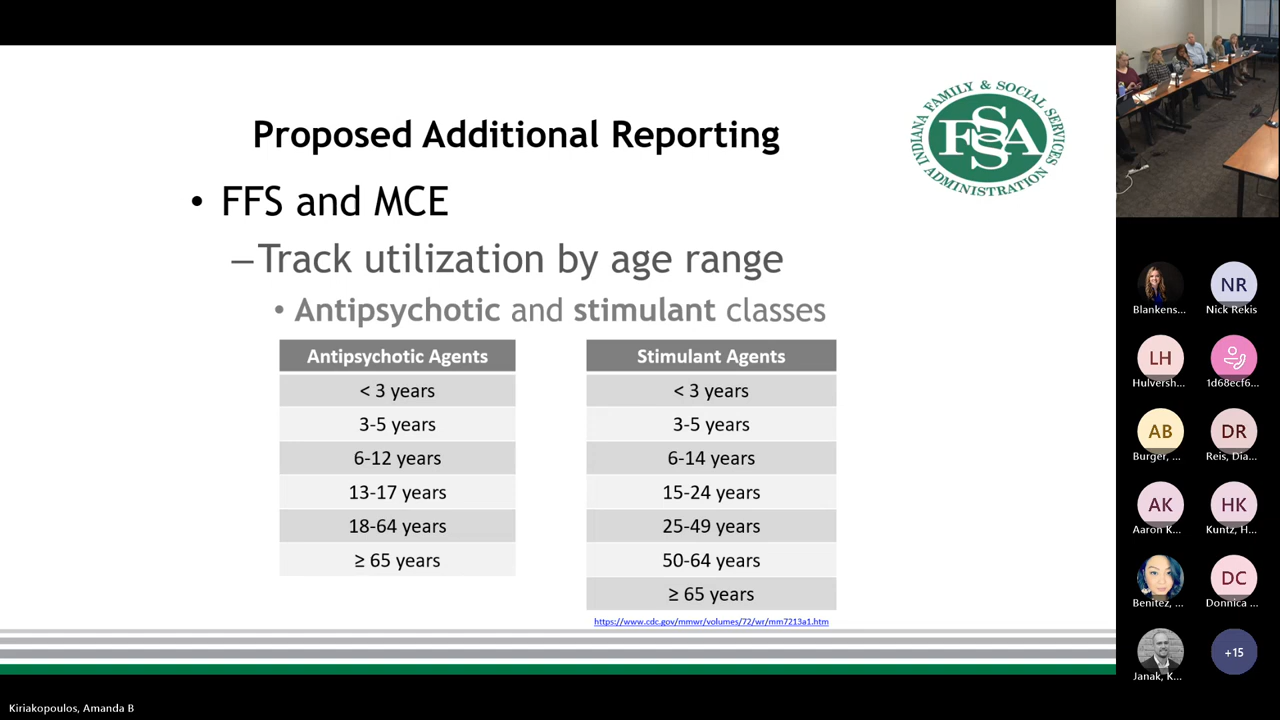 Proposed Additional Reporting
INDIANA FAMILY & SOCIAL SERVICES ADMINISTRATION
FSSA
• FFS and MCE
–Track utilization by age range
• Antipsychotic and stimulant classes
Antipsychotic Agents
< 3 years
3-5 years
6-12 years
13-17 years
18-64 years
≥ 65 years
Stimulant Agents
< 3 years
3-5 years
6-14 years
15-24 years
25-49 years
50-64 years
≥ 65 years
https://www.cdc.gov/mmwr/volumes/72/wr/mm7213a1.htm
Blankens...
NR
Nick Rekis
LH
Hulversh...
1d68ecf6...
AB
Burger, ...
DR
Reis, Dia...
AK
Aaron K...
HK
Kuntz, H...
Benitez, ...
DC
Donnica ...
Janak, K...
+15
Kiriakopoulos, Amanda B